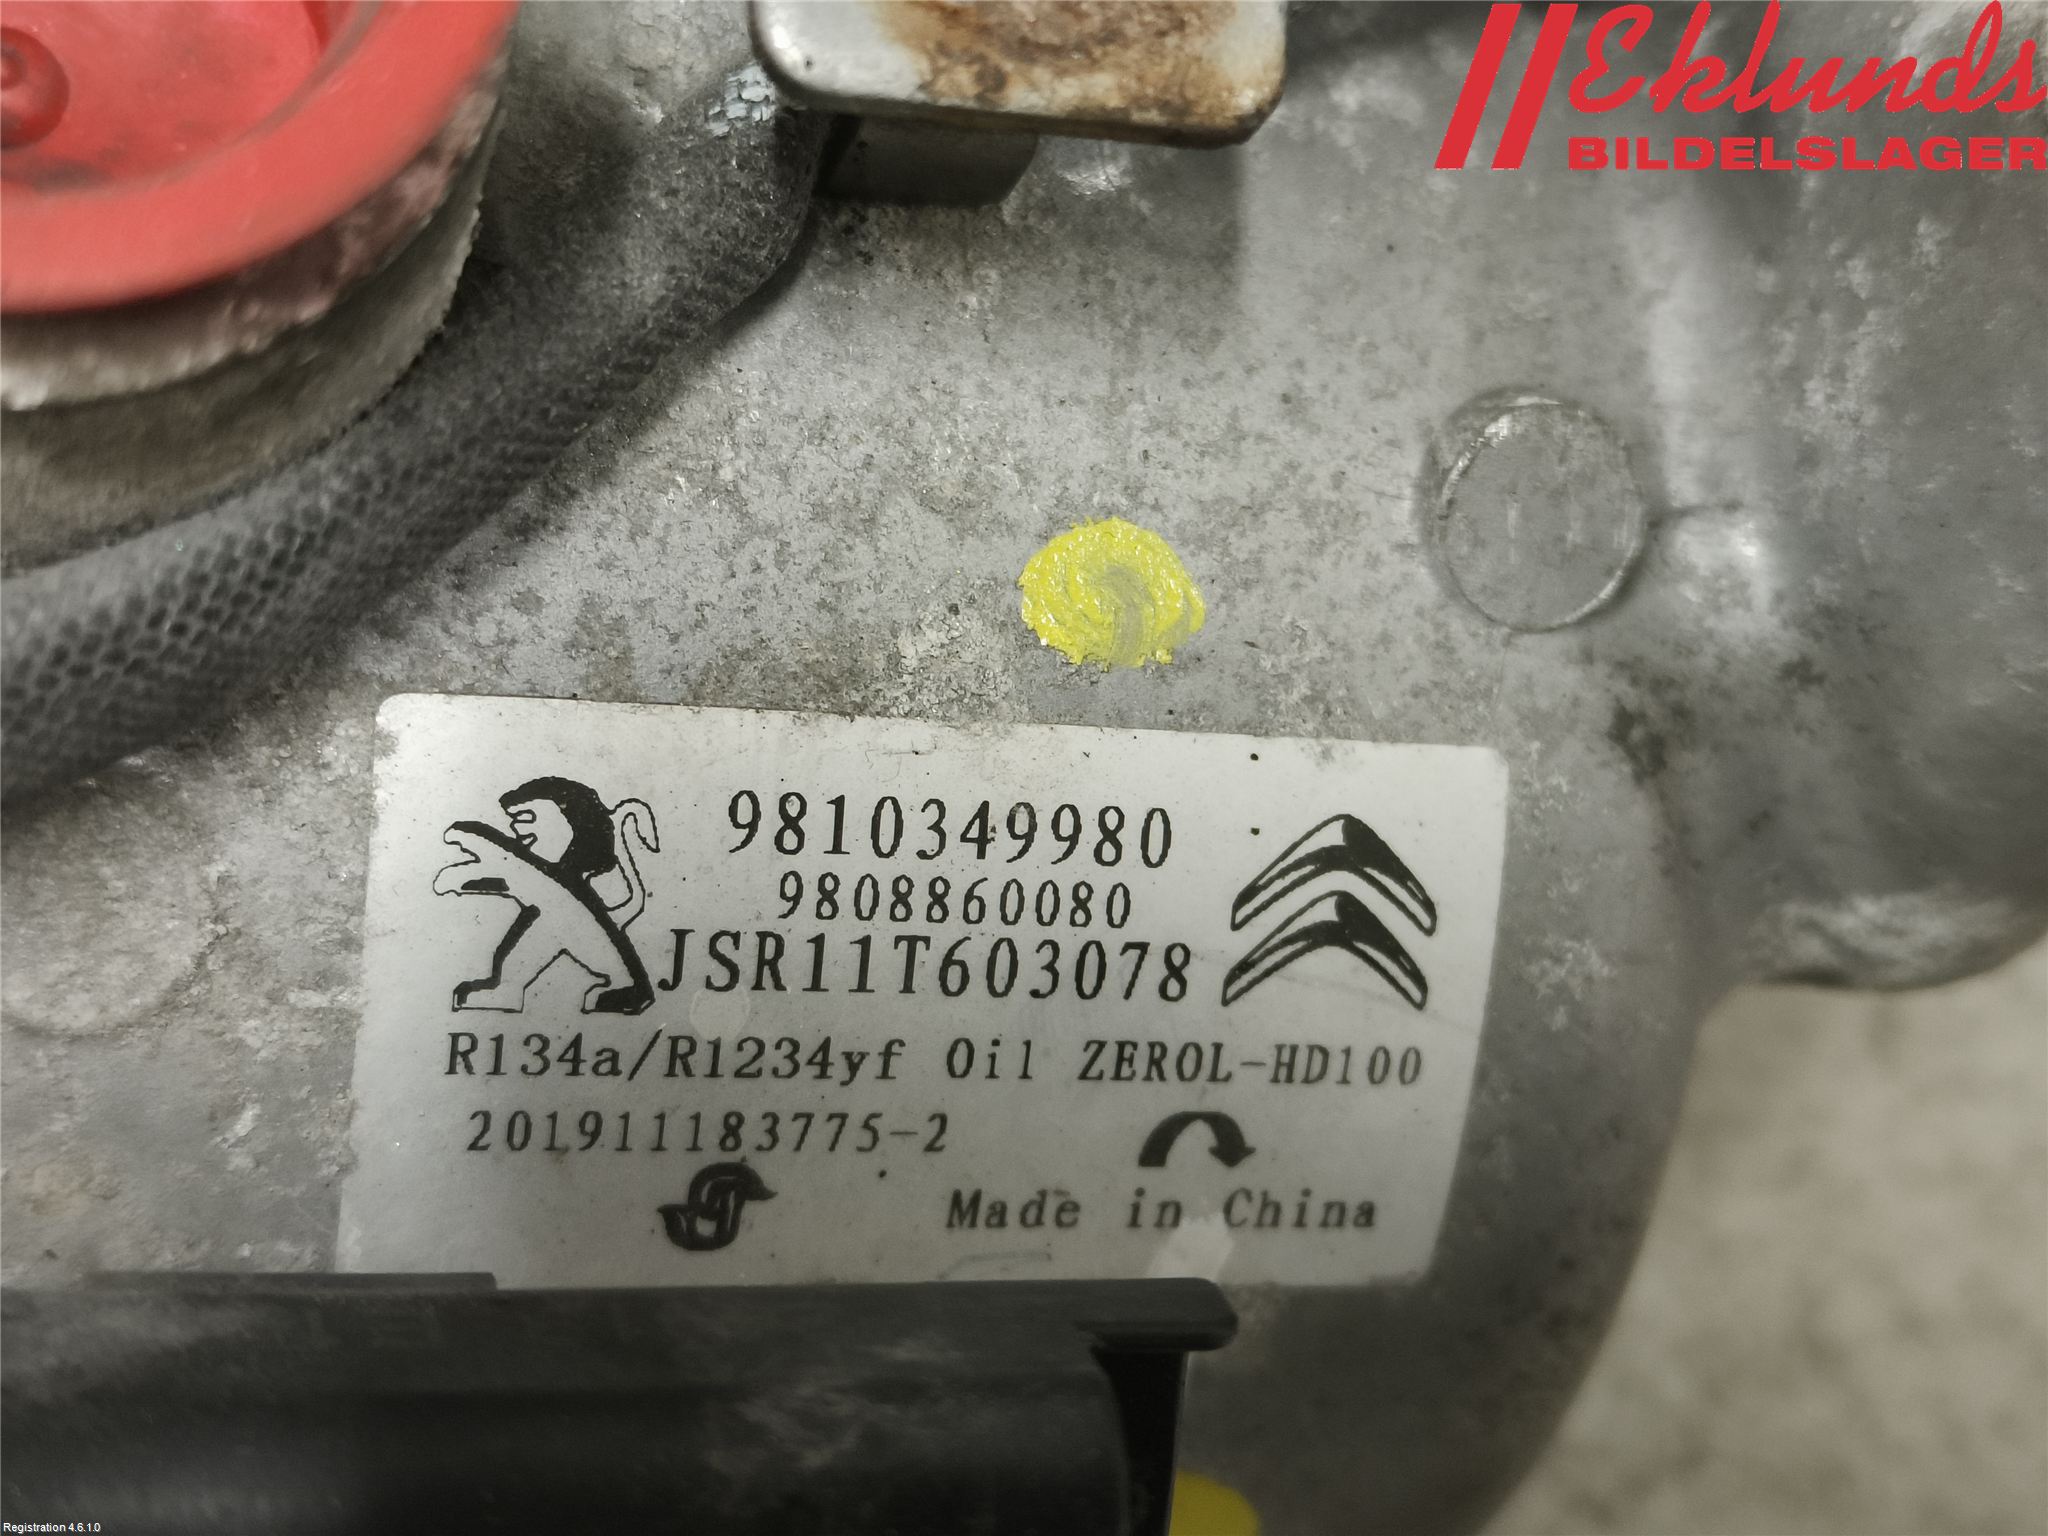 Eklunds
BILDELSLAGER
9810349980
9808860080
JSR11T603078
R134a/R1234yf Oil ZEROL-HD100
201911183775-2
Made in China
Registration 4.6.1.0